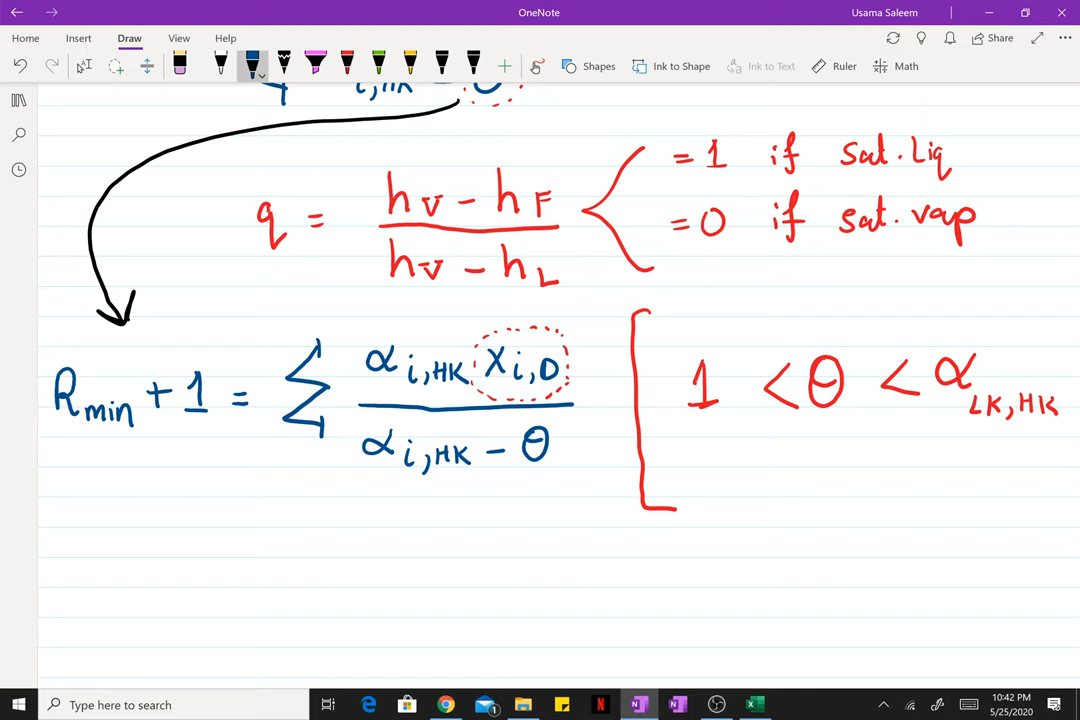 OneNote
Usama Saleem
Home Insert Draw View Help
Share
Shapes Ink to Shape Ink to Text Ruler Math
i,HK - θ
q = hV - hF / hV - hL
= 1 if Sat. Liq
= 0 if sat. vap
Rmin + 1 = Σ αi,HK Xi,D / αi,HK - θ
1 < θ < αLK,HK
Type here to search
1
10:42 PM
5/25/2020